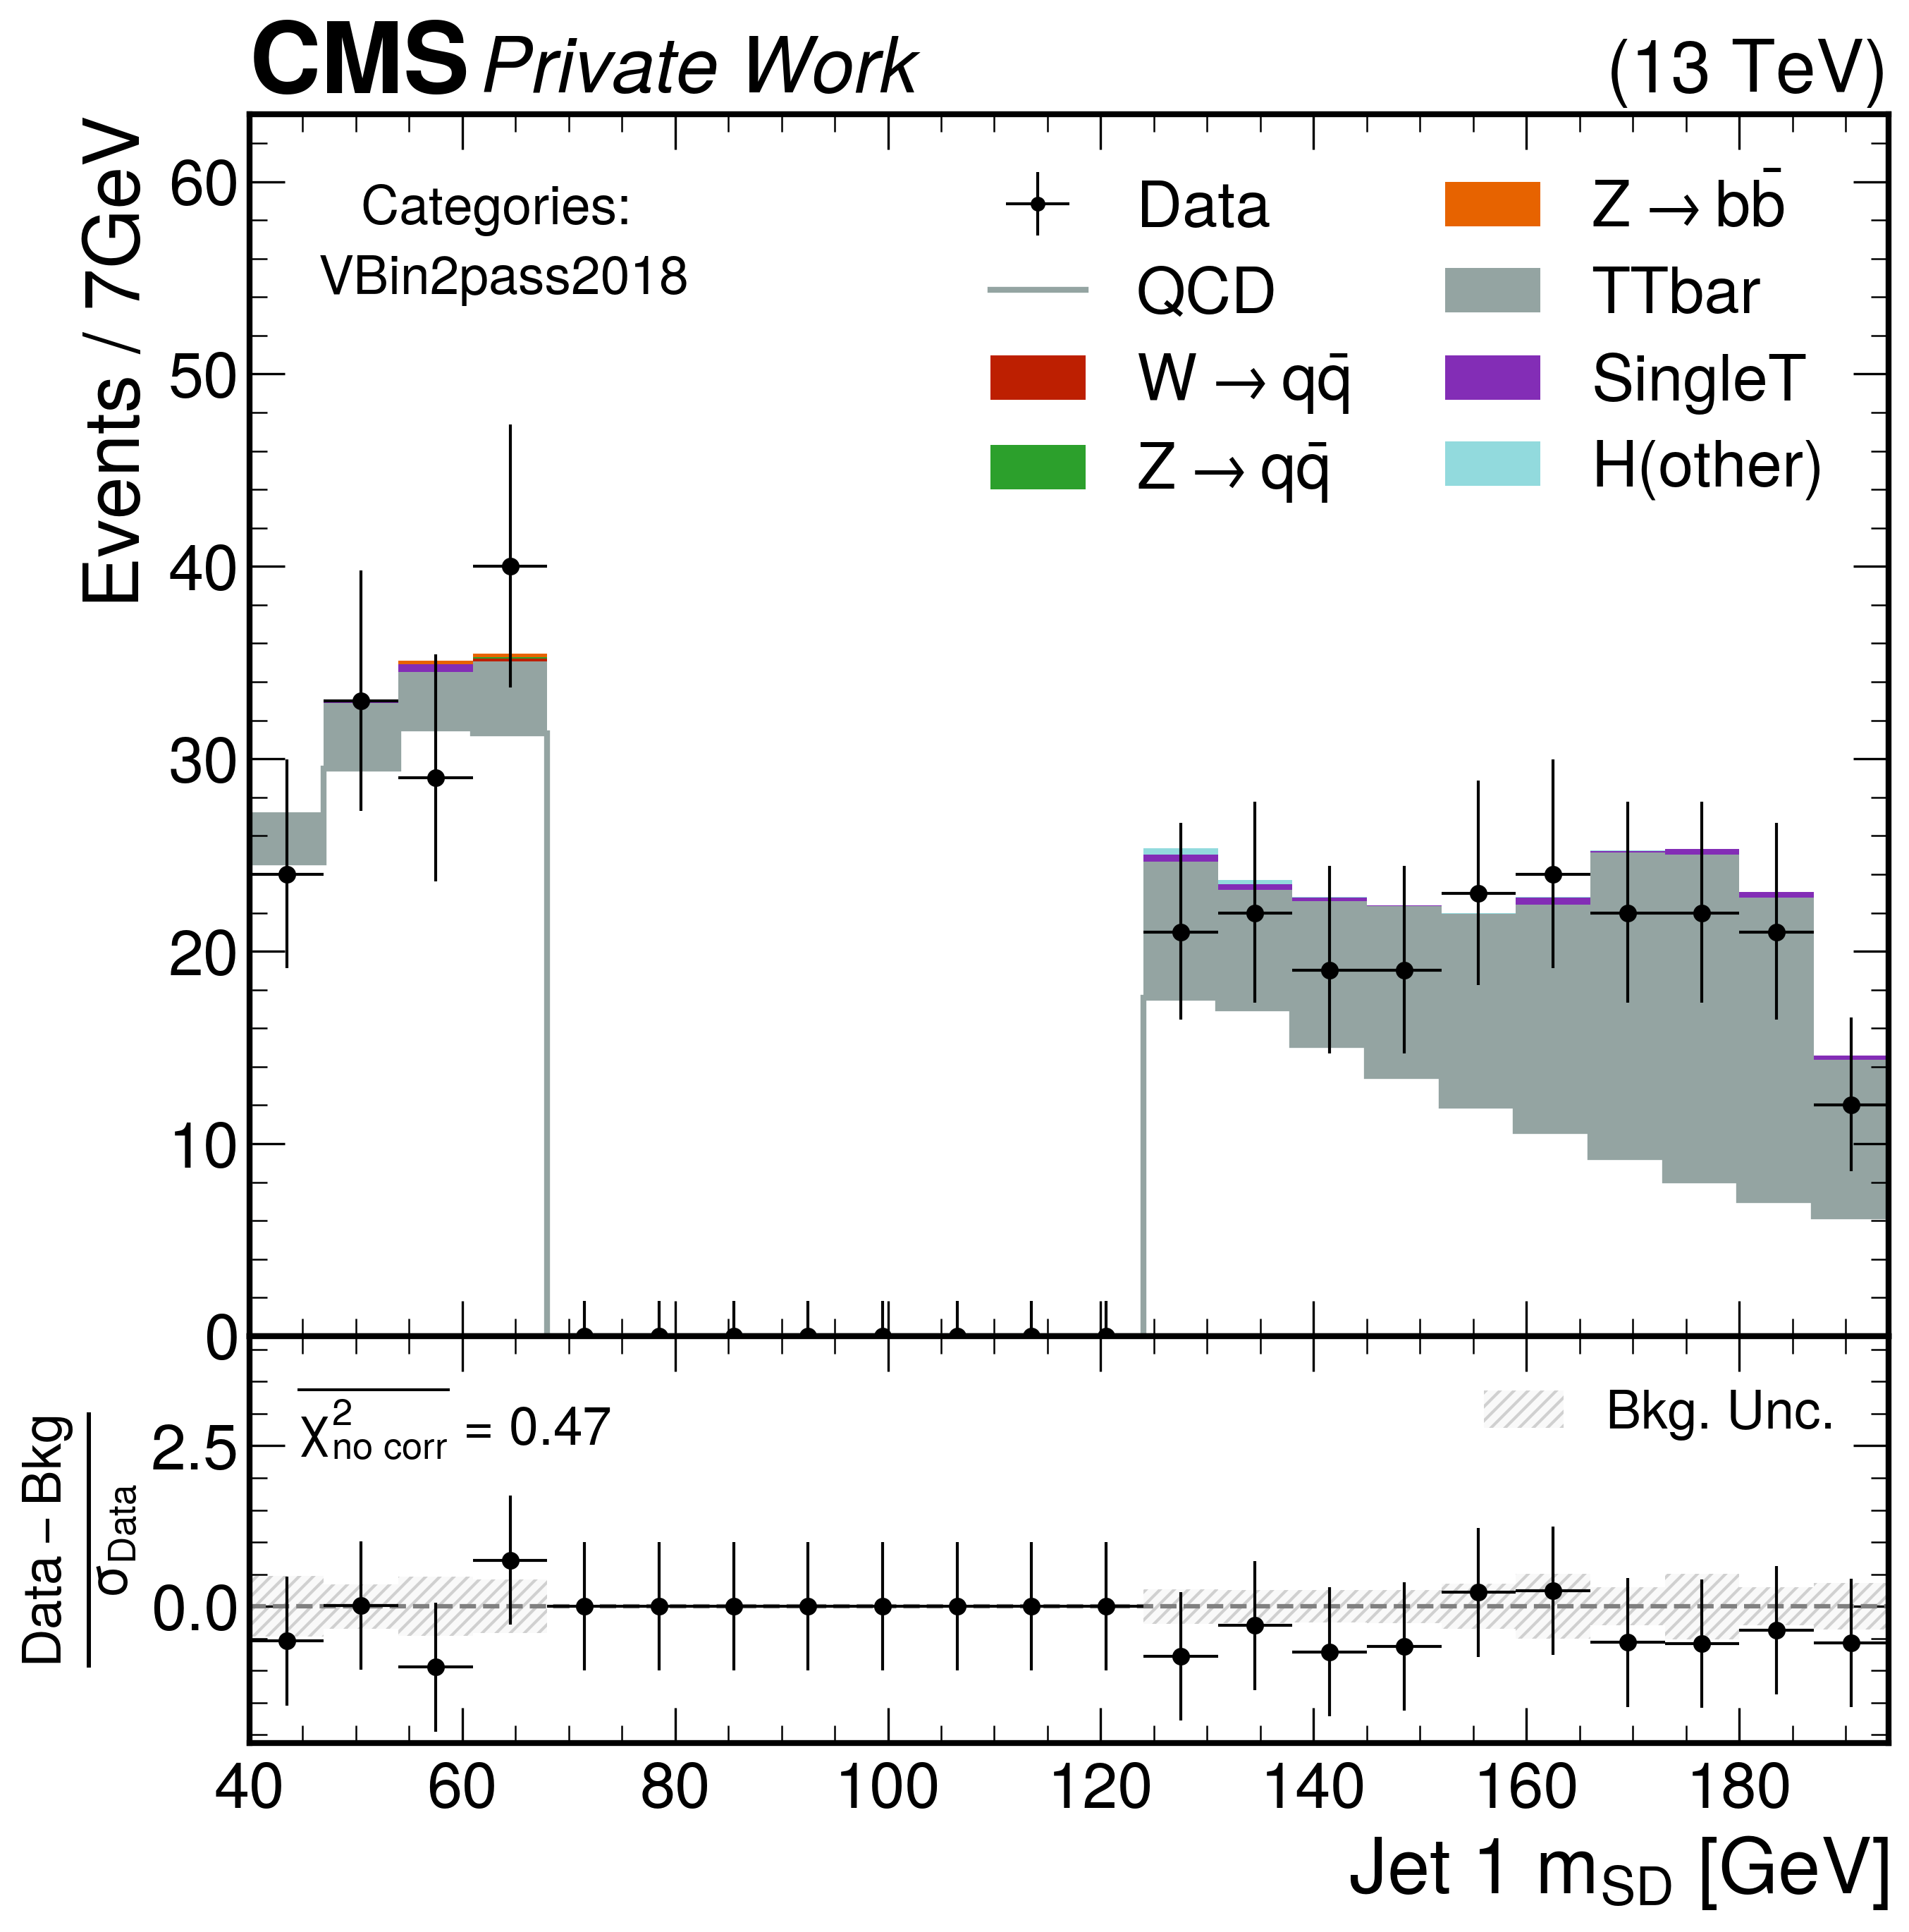 CMS Private Work (13 TeV)
Events / 7GeV
60
50
40
30
20
10
0
Categories:
VBin2pass2018
Data
QCD
W → qq̄
Z → qq̄
Z → bb̄
TTbar
SingleT
H(other)
Data − Bkg
σData
2.5
0.0
χ²no corr = 0.47
Bkg. Unc.
40 60 80 100 120 140 160 180
Jet 1 mSD [GeV]